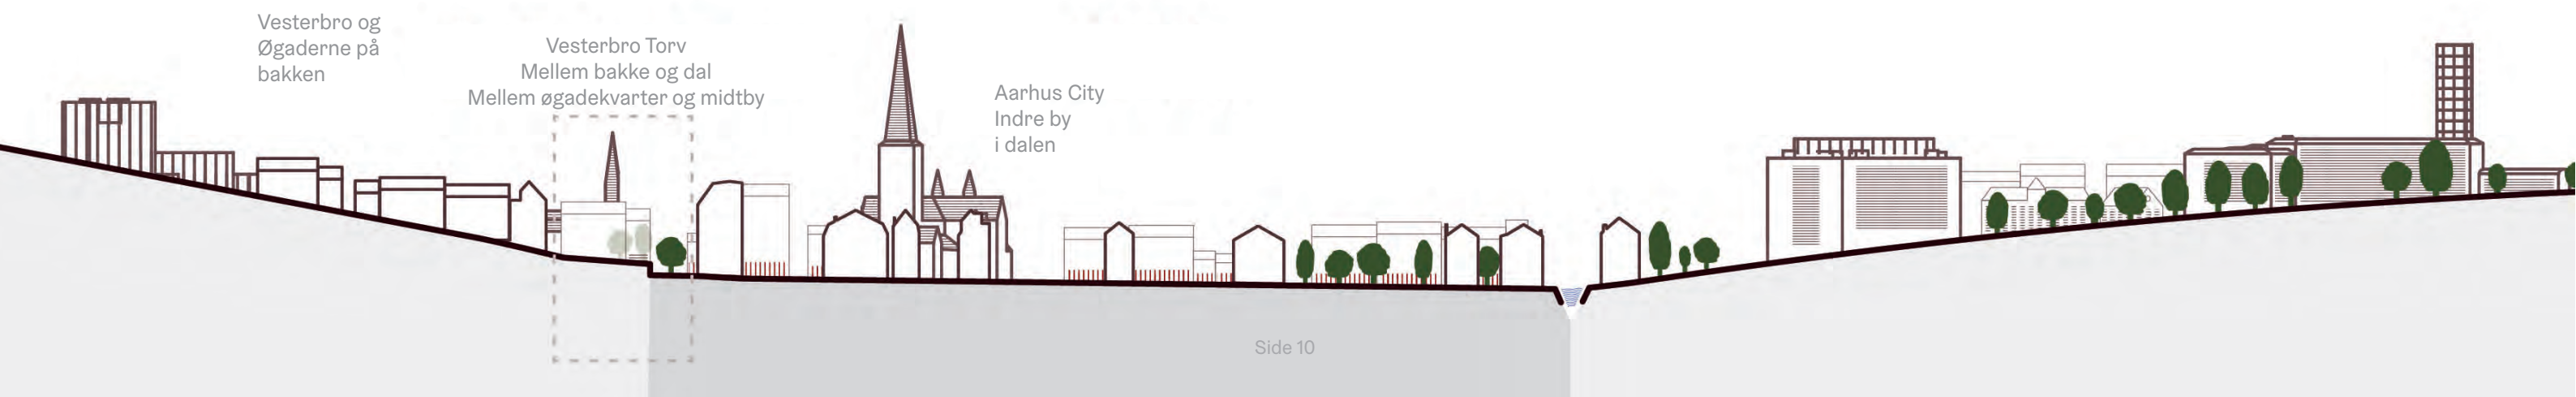 Vesterbro og
Øgaderne på
bakken
Vesterbro Torv
Mellem bakke og dal
Mellem øgadekvarter og midtby
Aarhus City
Indre by
i dalen
Side 10